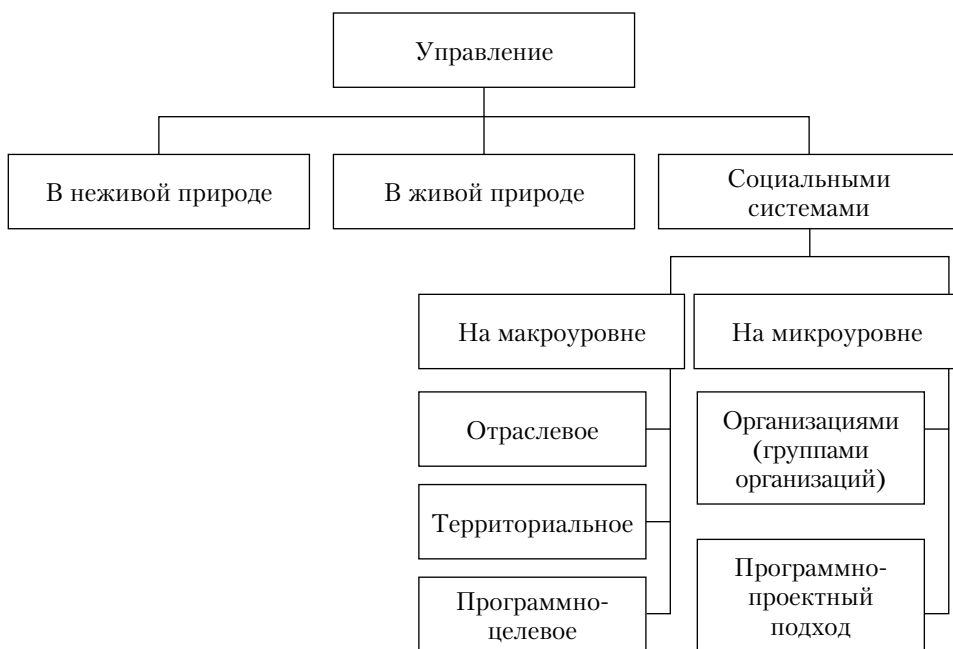 Управление
В неживой природе
В живой природе
Социальными
системами
На макроуровне
На микроуровне
Отраслевое
Организациями
(группами
организаций)
Территориальное
Программно-
целевое
Программно-
проектный
подход